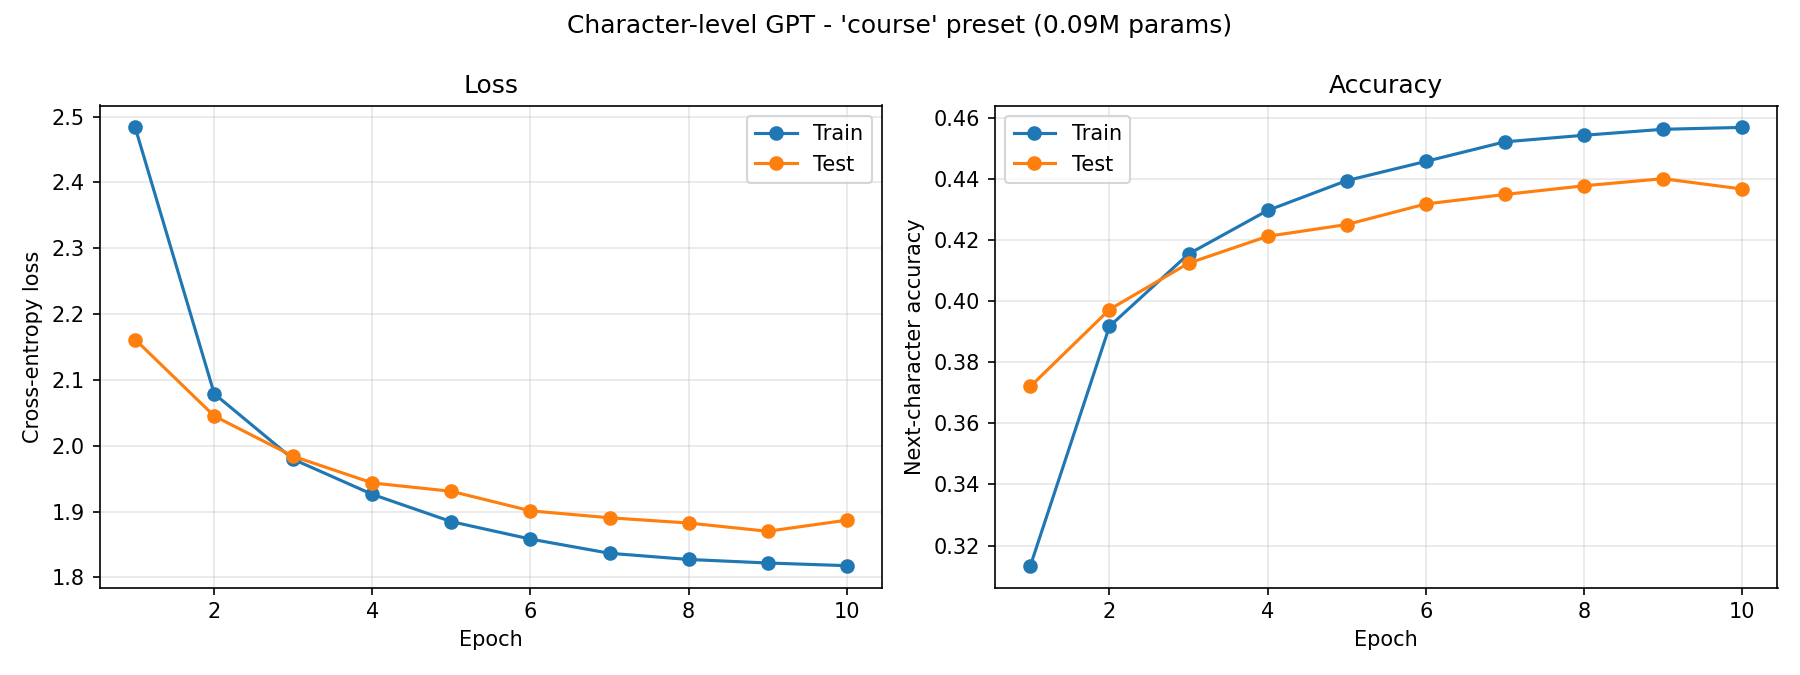 Character-level GPT - 'course' preset (0.09M params)
Loss
Cross-entropy loss
2.5
2.4
2.3
2.2
2.1
2.0
1.9
1.8
Train
Test
2 4 6 8 10
Epoch
Accuracy
Next-character accuracy
0.46
0.44
0.42
0.40
0.38
0.36
0.34
0.32
Train
Test
2 4 6 8 10
Epoch